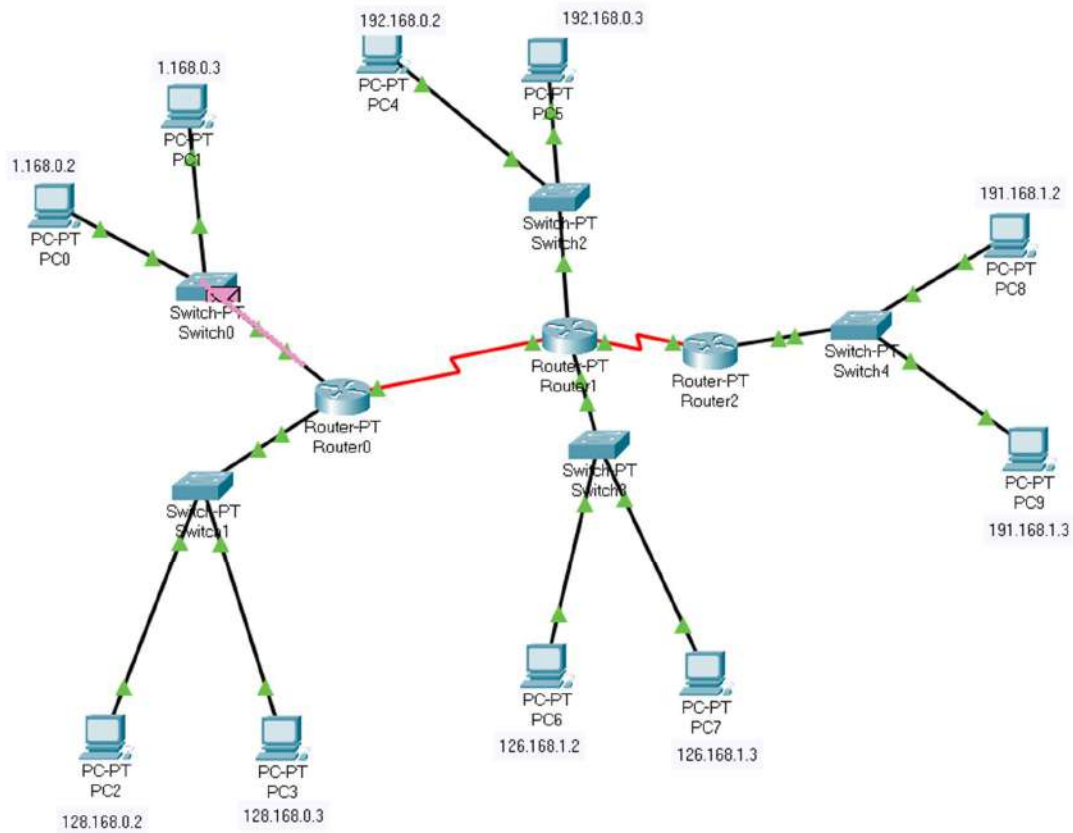 192.168.0.2
192.168.0.3
PC-PT
PC4
PC-PT
PC5
1.168.0.3
PC-PT
PC1
1.168.0.2
PC-PT
PC0
Switch-PT
Switch2
191.168.1.2
PC-PT
PC8
Switch-PT
Switch0
Router-PT
Router1
Router-PT
Router2
Switch-PT
Switch4
Router-PT
Router0
Switch-PT
Switch3
PC-PT
PC9
191.168.1.3
Switch-PT
Switch1
PC-PT
PC6
126.168.1.2
PC-PT
PC7
126.168.1.3
PC-PT
PC2
128.168.0.2
PC-PT
PC3
128.168.0.3